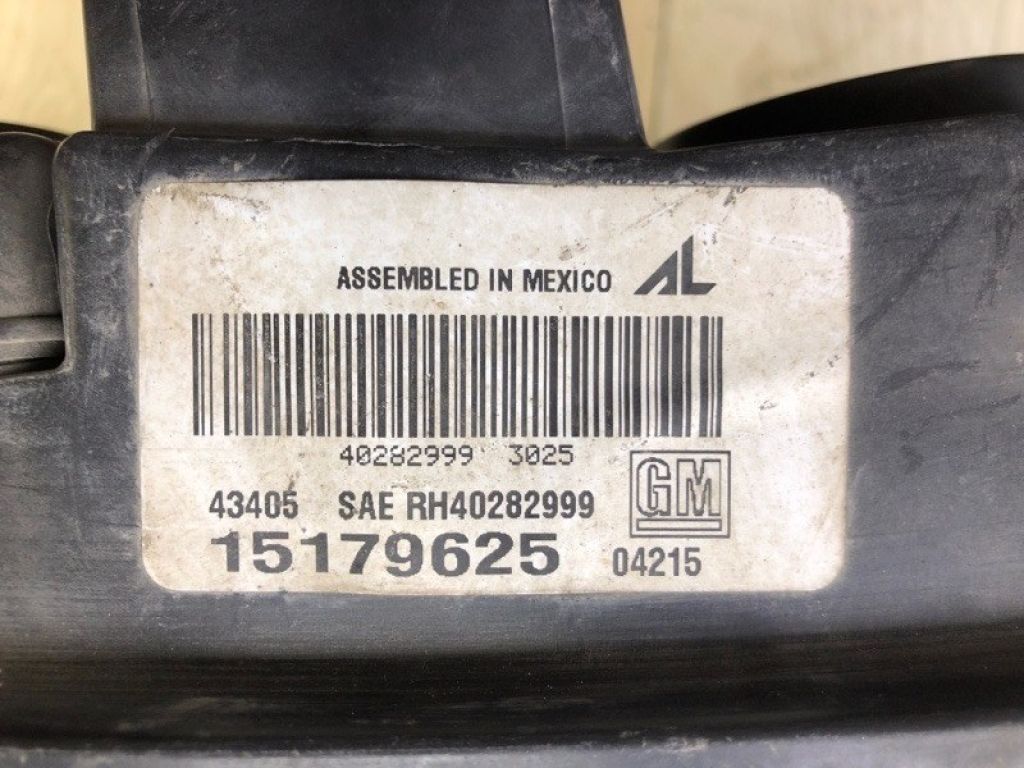 ASSEMBLED IN MEXICO AL
40282999 3025
43405 SAE RH40282999 GM
15179625 04215